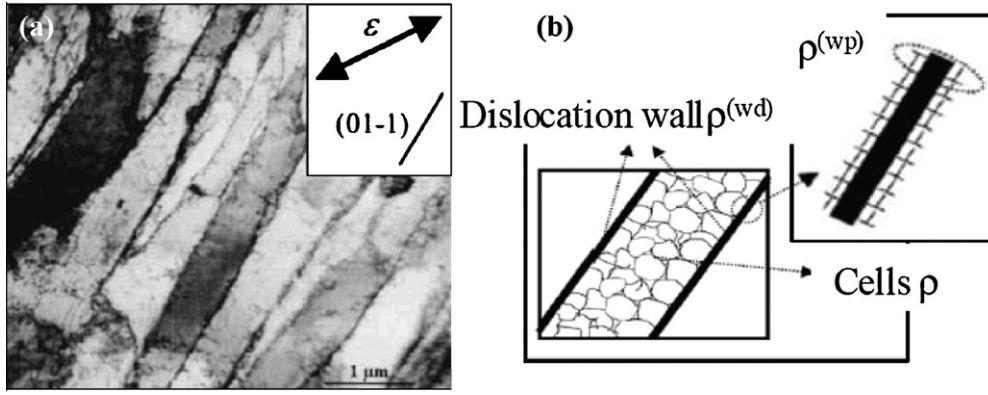 (a)
ε
(01-1)
1 μm
(b)
ρ(wp)
Dislocation wall ρ(wd)
Cells ρ